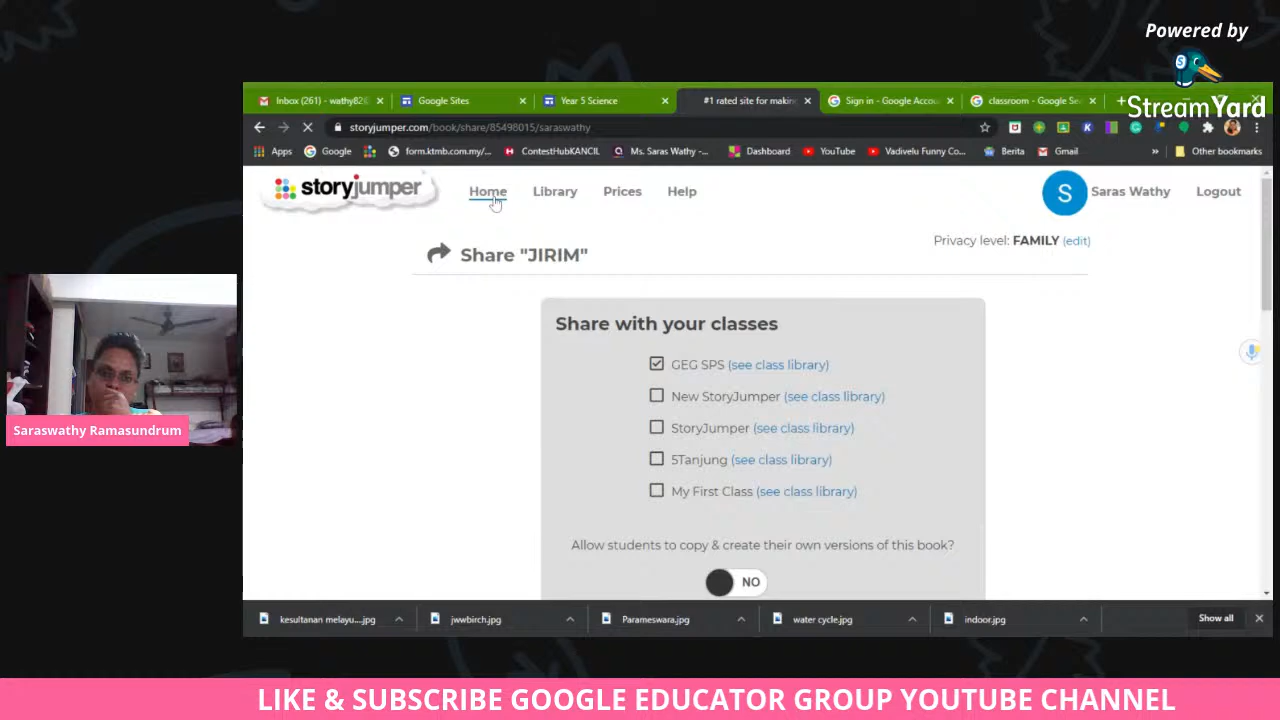 Powered by
StreamYard
Inbox (261) - wathy82@
Google Sites
Year 5 Science
#1 rated site for making
Sign in - Google Accou
classroom - Google Se
storyjumper.com/book/share/85498015/saraswathy
Apps
Google
form.ktmb.com.my/...
ContestHubKANCIL
Ms. Saras Wathy -...
Dashboard
YouTube
Vadivelu Funny Co...
Berita
Gmail
»
Other bookmarks
storyjumper
Home
Library
Prices
Help
S
Saras Wathy
Logout
Privacy level: FAMILY (edit)
Share "JIRIM"
Share with your classes
GEG SPS (see class library)
New StoryJumper (see class library)
StoryJumper (see class library)
5Tanjung (see class library)
My First Class (see class library)
Allow students to copy & create their own versions of this book?
NO
Saraswathy Ramasundrum
kesultanan melayu....jpg
jwwbirch.jpg
Parameswara.jpg
water cycle.jpg
indoor.jpg
Show all
LIKE & SUBSCRIBE GOOGLE EDUCATOR GROUP YOUTUBE CHANNEL